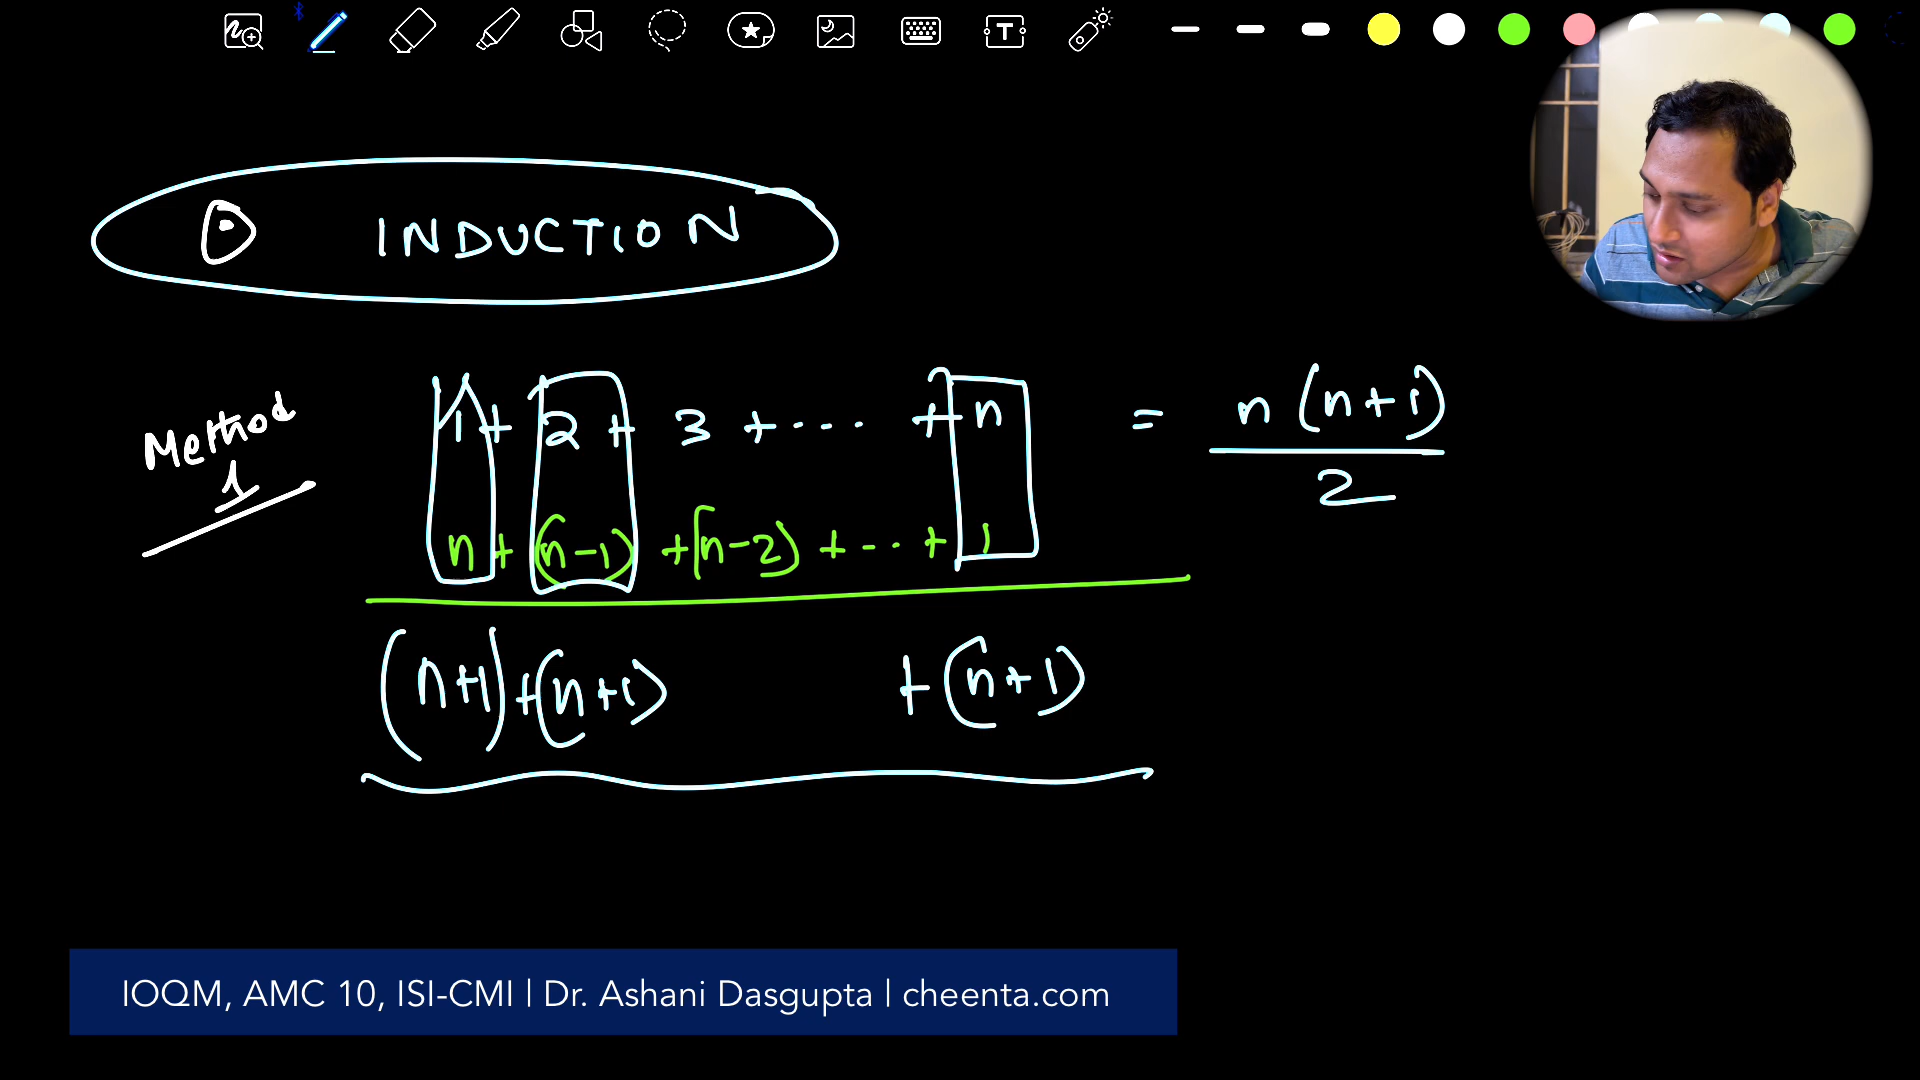 INDUCTION
Method 1
1 + 2 + 3 + ... + n = n (n+1) / 2
n + (n-1) + (n-2) + ... + 1
(n+1) + (n+1) + (n+1)
IOQM, AMC 10, ISI-CMI | Dr. Ashani Dasgupta | cheenta.com